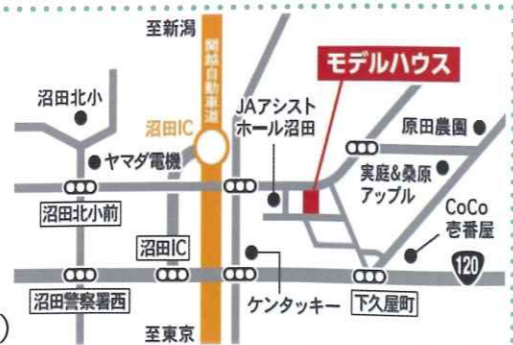 至新潟
関越自動車道
モデルハウス
沼田北小
沼田IC
JAアシスト
ホール沼田
原田農園
ヤマダ電機
実庭&桑原
アップル
沼田北小前
CoCo
壱番屋
沼田IC
120
沼田警察署西
ケンタッキー
下久屋町
至東京
)